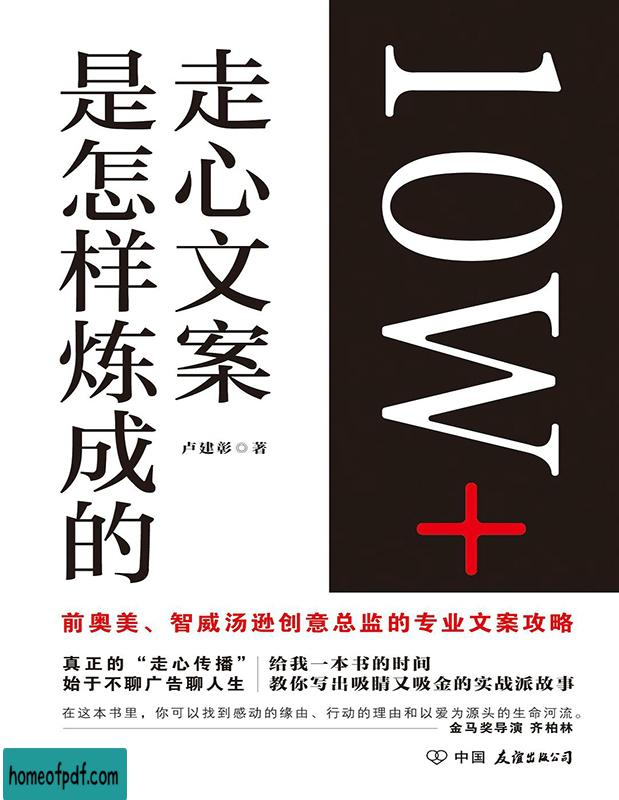 10W+
走心文案
是怎样炼成的
卢建彰◎著
前奥美、智威汤逊创意总监的专业文案攻略
真正的“走心传播”
始于不聊广告聊人生
给我一本书的时间
教你写出吸睛又吸金的实战派故事
在这本书里，你可以找到感动的缘由、行动的理由和以爱为源头的生命河流。
金马奖导演 齐柏林
中国友谊出版公司
homeofpdf.com